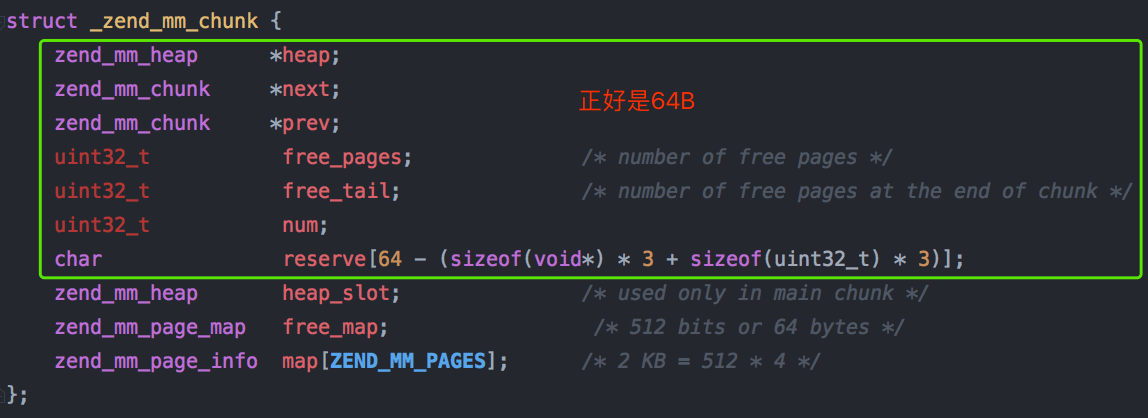 struct _zend_mm_chunk {
zend_mm_heap *heap;
zend_mm_chunk *next;
正好是64B
zend_mm_chunk *prev;
uint32_t free_pages; /* number of free pages */
uint32_t free_tail; /* number of free pages at the end of chunk */
uint32_t num;
char reserve[64 - (sizeof(void*) * 3 + sizeof(uint32_t) * 3)];
zend_mm_heap heap_slot; /* used only in main chunk */
zend_mm_page_map free_map; /* 512 bits or 64 bytes */
zend_mm_page_info map[ZEND_MM_PAGES]; /* 2 KB = 512 * 4 */
};